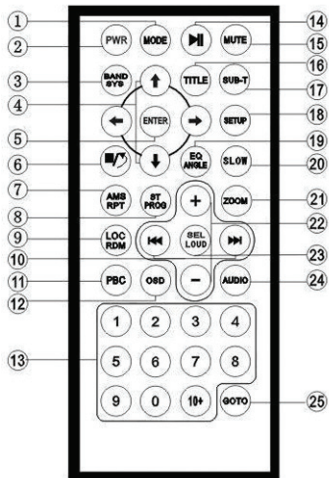 1 14
PWR MODE MUTE
2 15
16
3 BAND SYS TITLE SUB-T
17
4
18
5 ENTER SETUP
19
6 EQ ANGLE SLOW
20
7 AMS RPT ST PROG + ZOOM 21
8 22
9 LOC RDM SEL LOUD
10 23
11 PBC OSD − AUDIO 24
12
1 2 3 4
13
5 6 7 8
9 0 10+ GOTO 25